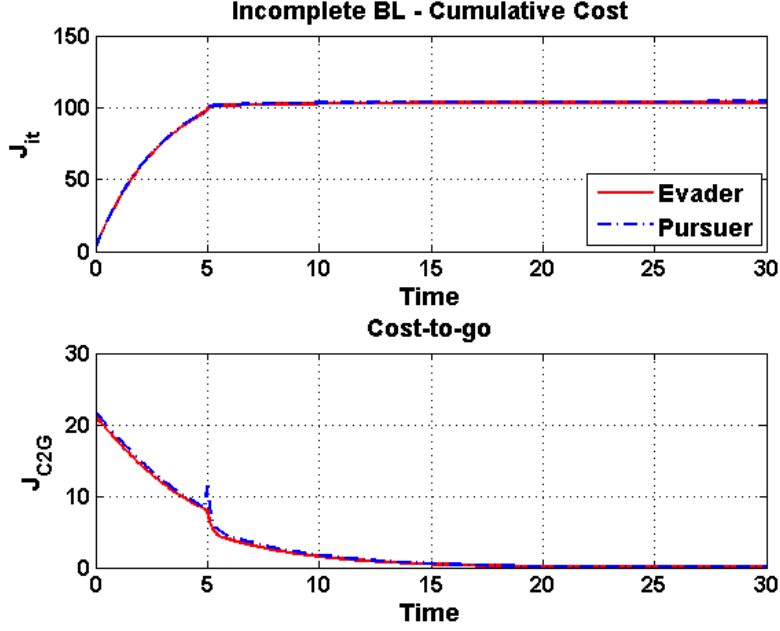 Incomplete BL - Cumulative Cost
150
100
50
0
J_it
Evader
Pursuer
0 5 10 15 20 25 30
Time
Cost-to-go
30
20
10
0
J_C2G
0 5 10 15 20 25 30
Time